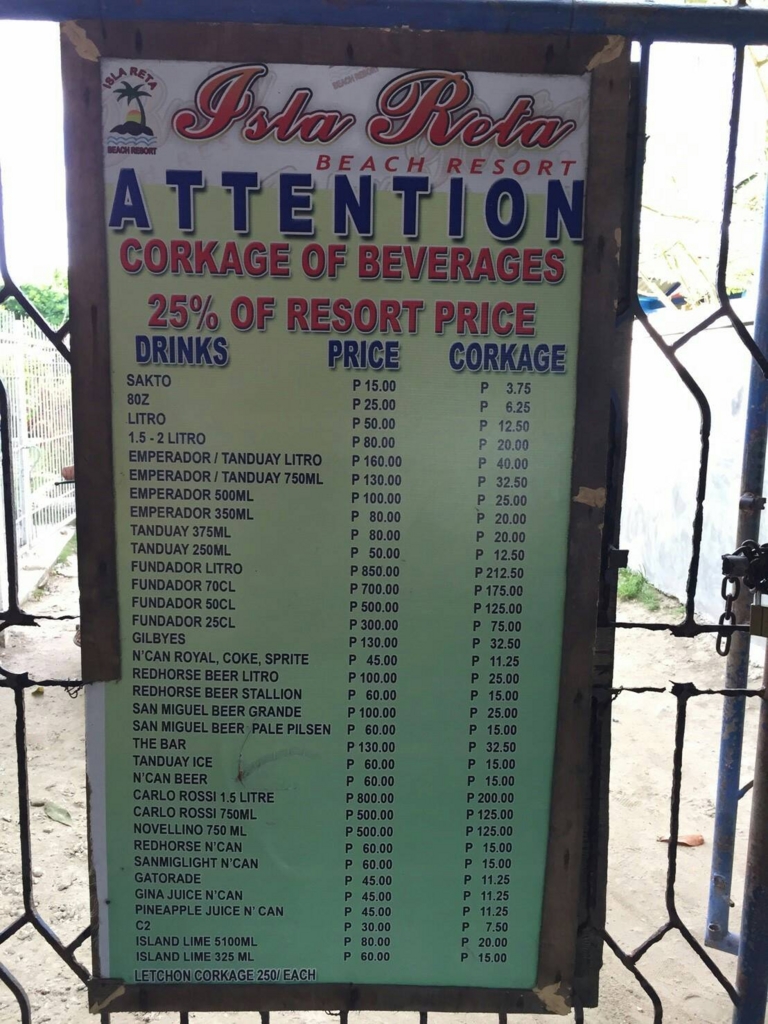 ISLA RETA
BEACH RESORT
Isla Reta
BEACH RESORT
ATTENTION
CORKAGE OF BEVERAGES
25% OF RESORT PRICE
DRINKS PRICE CORKAGE
SAKTO P 15.00 P 3.75
8OZ P 25.00 P 6.25
LITRO P 50.00 P 12.50
1.5 - 2 LITRO P 80.00 P 20.00
EMPERADOR / TANDUAY LITRO P 160.00 P 40.00
EMPERADOR / TANDUAY 750ML P 130.00 P 32.50
EMPERADOR 500ML P 100.00 P 25.00
EMPERADOR 350ML P 80.00 P 20.00
TANDUAY 375ML P 80.00 P 20.00
TANDUAY 250ML P 50.00 P 12.50
FUNDADOR LITRO P 850.00 P 212.50
FUNDADOR 70CL P 700.00 P 175.00
FUNDADOR 50CL P 500.00 P 125.00
FUNDADOR 25CL P 300.00 P 75.00
GILBYES P 130.00 P 32.50
N'CAN ROYAL, COKE, SPRITE P 45.00 P 11.25
REDHORSE BEER LITRO P 100.00 P 25.00
REDHORSE BEER STALLION P 60.00 P 15.00
SAN MIGUEL BEER GRANDE P 100.00 P 25.00
SAN MIGUEL BEER PALE PILSEN P 60.00 P 15.00
THE BAR P 130.00 P 32.50
TANDUAY ICE P 60.00 P 15.00
N'CAN BEER P 60.00 P 15.00
CARLO ROSSI 1.5 LITRE P 800.00 P 200.00
CARLO ROSSI 750ML P 500.00 P 125.00
NOVELLINO 750 ML P 500.00 P 125.00
REDHORSE N'CAN P 60.00 P 15.00
SANMIGLIGHT N'CAN P 60.00 P 15.00
GATORADE P 45.00 P 11.25
GINA JUICE N'CAN P 45.00 P 11.25
PINEAPPLE JUICE N' CAN P 45.00 P 11.25
C2 P 30.00 P 7.50
ISLAND LIME 5100ML P 80.00 P 20.00
ISLAND LIME 325 ML P 60.00 P 15.00
LETCHON CORKAGE 250/ EACH